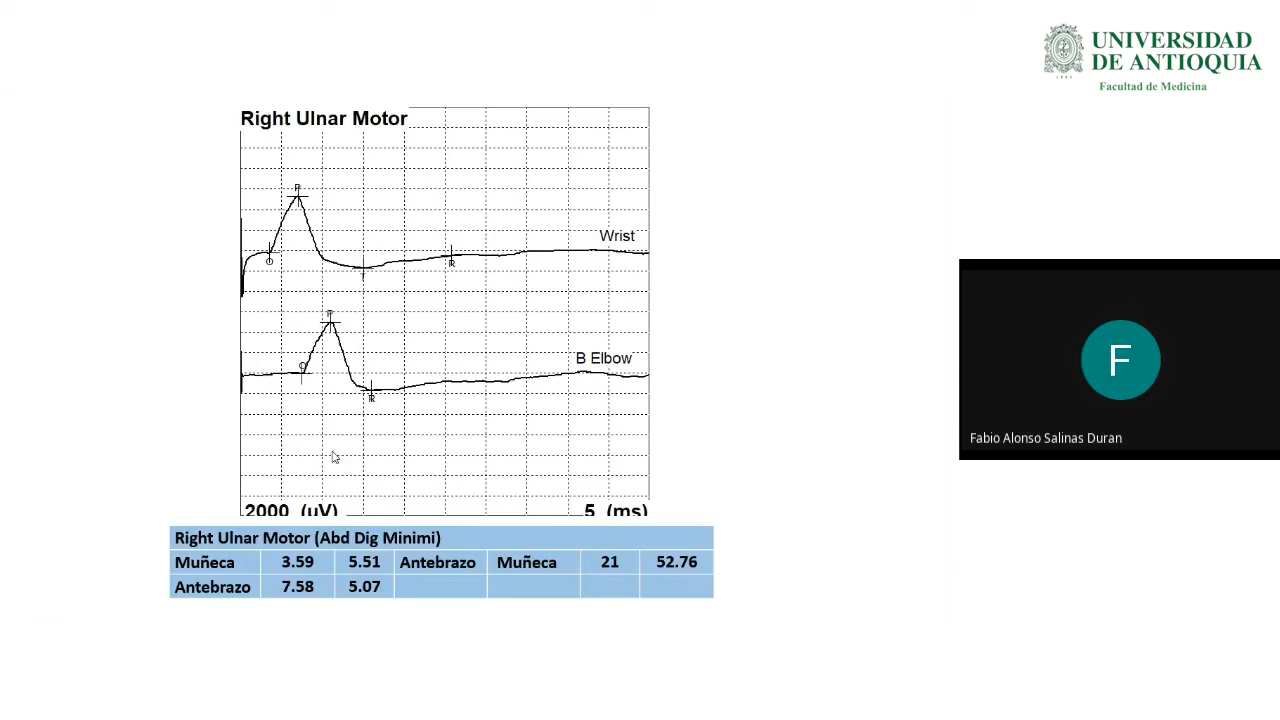 UNIVERSIDAD
DE ANTIOQUIA
Facultad de Medicina
Right Ulnar Motor
P
Wrist
O
T
R
P
B Elbow
O
R
2000 (uV)
5 (ms)
Right Ulnar Motor (Abd Dig Minimi)
Muñeca 3.59 5.51 Antebrazo Muñeca 21 52.76
Antebrazo 7.58 5.07
F
Fabio Alonso Salinas Duran